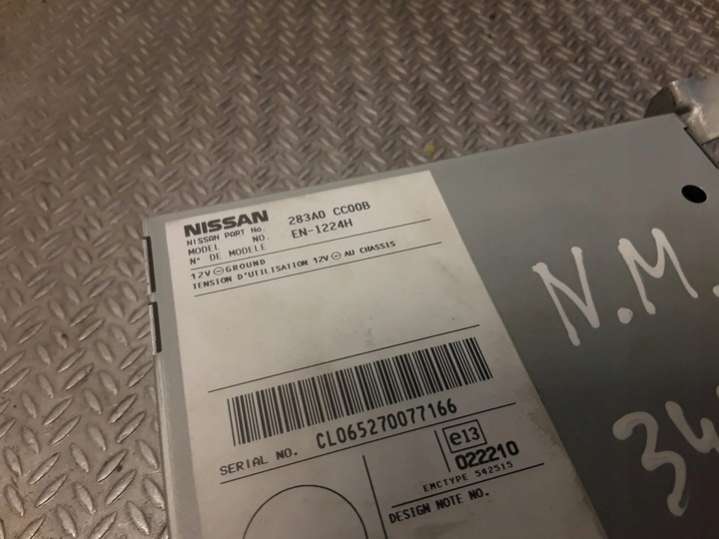 NISSAN
NISSAN PART No. 283A0 CC00B
MODEL NO. EN-1224H
N° DE MODELE
12V ⊖ GROUND
TENSION D'UTILISATION 12V ⊖ AU CHASSIS
SERIAL NO. CL065270077166
e13
022210
EMCTYPE 542515
DESIGN NOTE NO.
N.M.
34